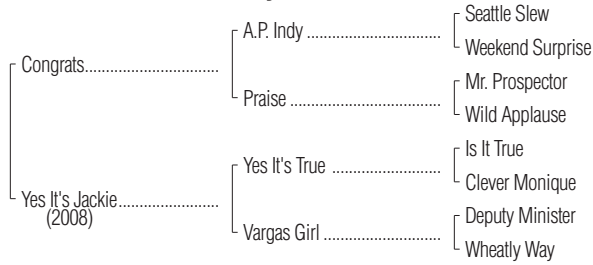 Seattle Slew
A.P. Indy ................................
Weekend Surprise
Congrats................................
Mr. Prospector
Praise ....................................
Wild Applause
Is It True
Yes It's True ........................
Clever Monique
Yes It's Jackie........................
(2008)
Deputy Minister
Vargas Girl ...........................
Wheatly Way